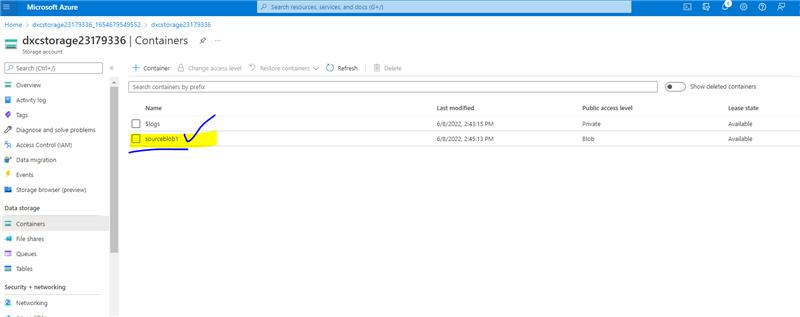 Microsoft Azure
Search resources, services, and docs (G+/)
Home > dxcstorage23179336_1654679549552 > dxcstorage23179336
dxcstorage23179336 | Containers
Storage account
Search (Ctrl+/)
Overview
Activity log
Tags
Diagnose and solve problems
Access Control (IAM)
Data migration
Events
Storage browser (preview)
Data storage
Containers
File shares
Queues
Tables
Security + networking
Networking
+ Container
Change access level
Restore containers
Refresh
Delete
Search containers by prefix
Show deleted containers
Name Last modified Public access level Lease state
$logs 6/8/2022, 2:43:15 PM Private Available
sourceblob1 6/8/2022, 2:45:13 PM Blob Available